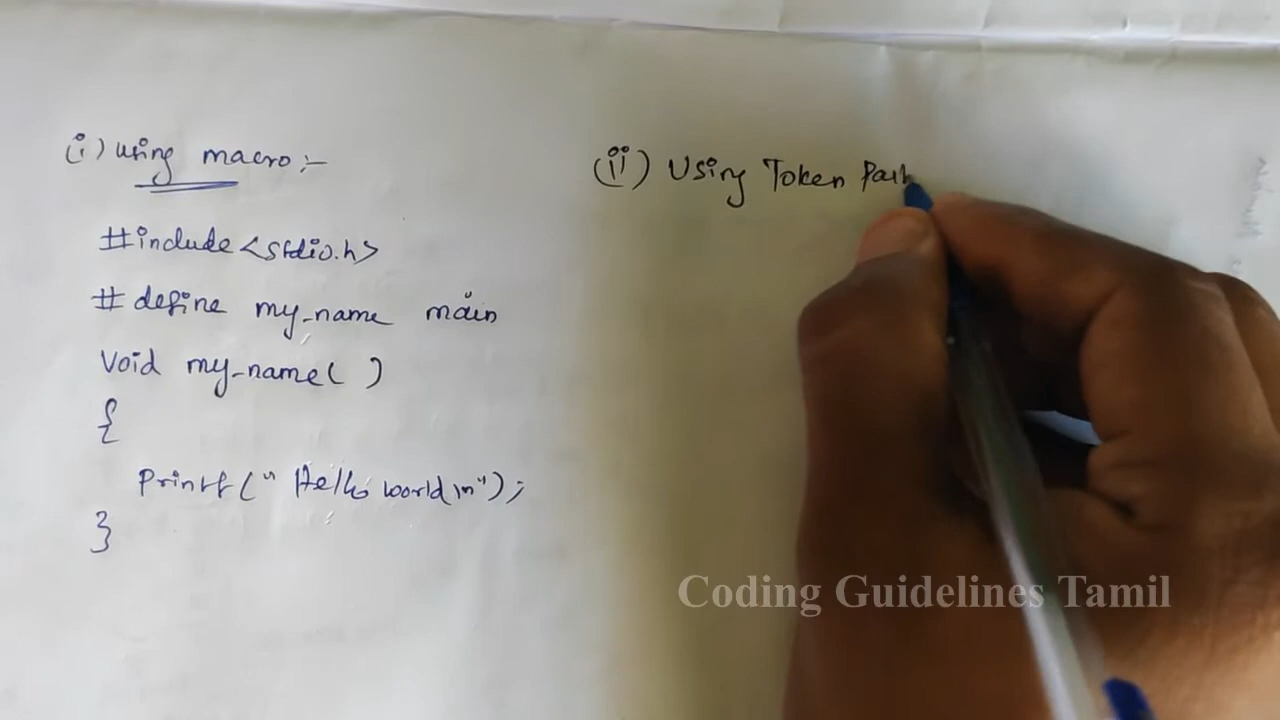 (i) using macro:-
#include<stdio.h>
# define my_name main
void my_name( )
{
printf(" Hello world\n");
}
(ii) Using Token
Coding Guidelines Tamil